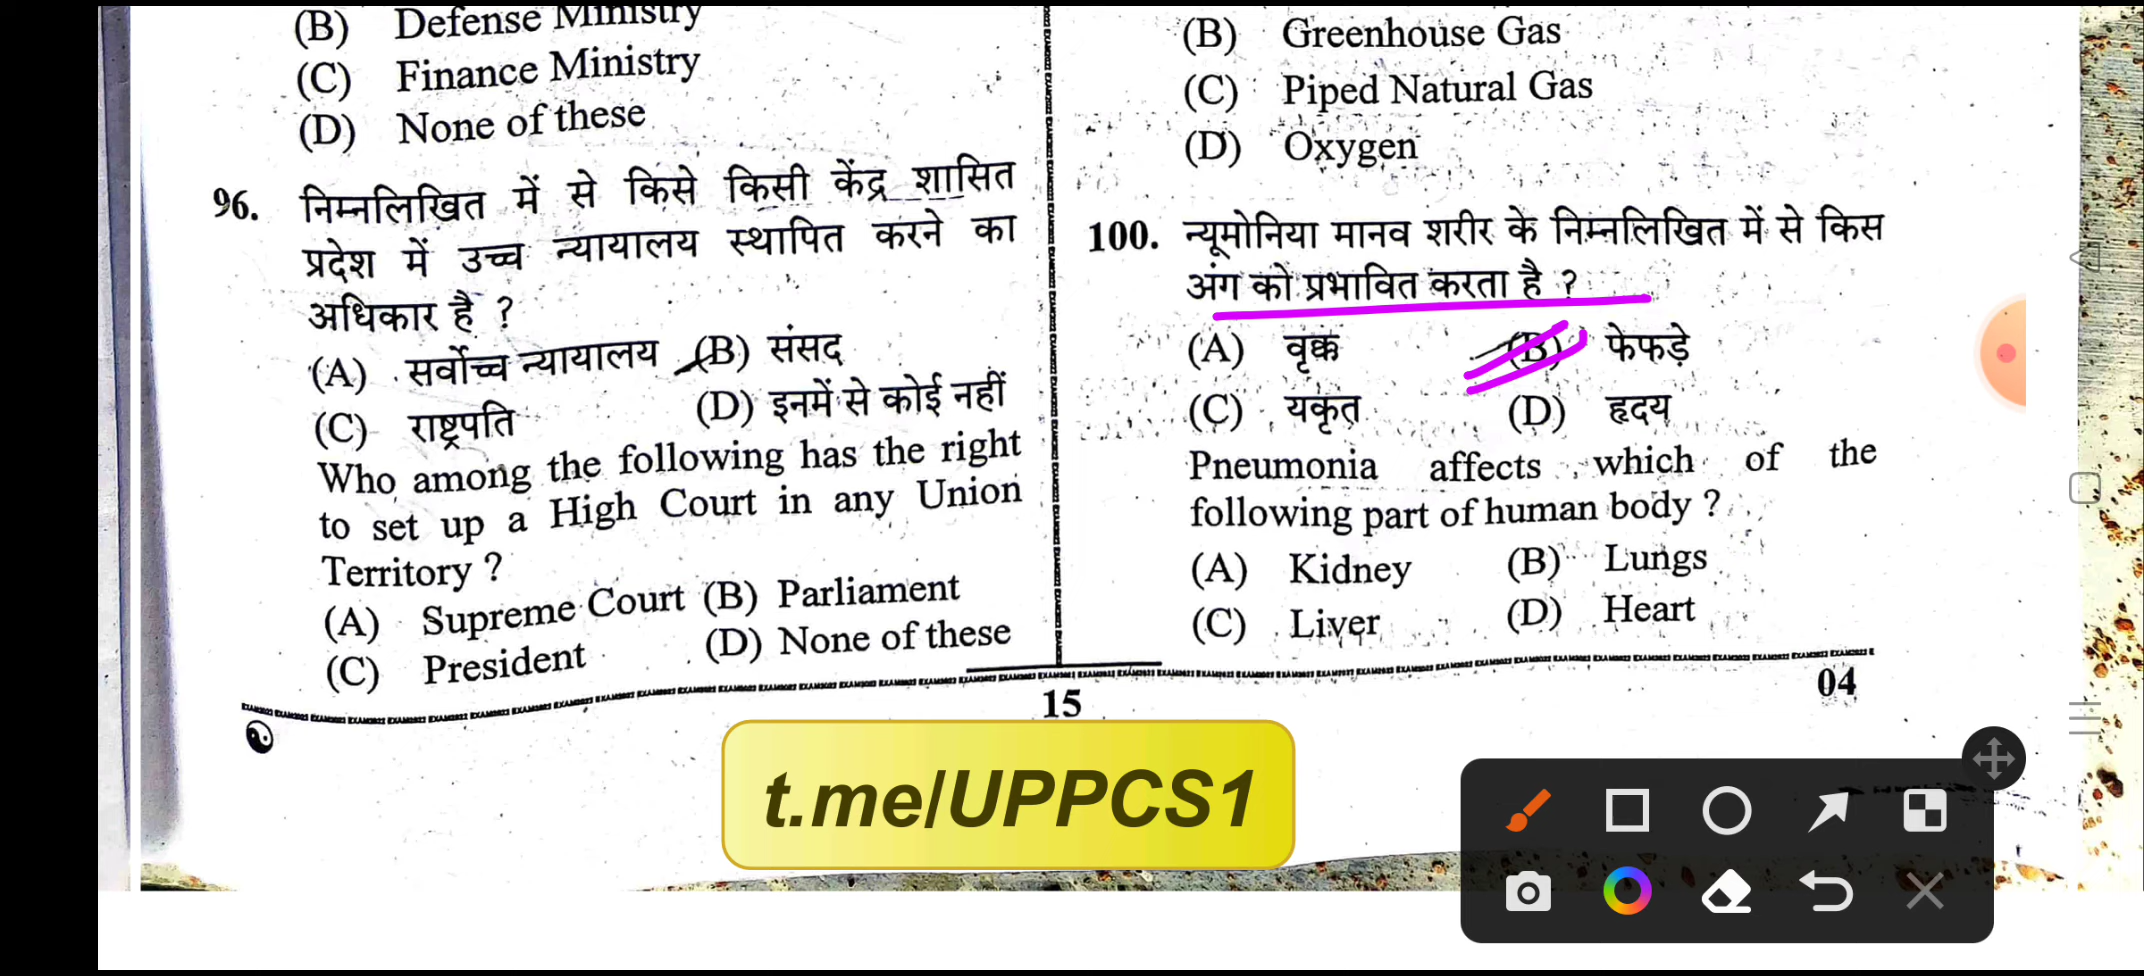 (B) Defense Ministry
(C) Finance Ministry
(D) None of these
96. निम्नलिखित में से किसे किसी केंद्र शासित
प्रदेश में उच्च न्यायालय स्थापित करने का
अधिकार है ?
(A) सर्वोच्च न्यायालय (B) संसद
(C) राष्ट्रपति (D) इनमें से कोई नहीं
Who among the following has the right
to set up a High Court in any Union
Territory ?
(A) Supreme Court (B) Parliament
(C) President (D) None of these
(B) Greenhouse Gas
(C) Piped Natural Gas
(D) Oxygen
100. न्यूमोनिया मानव शरीर के निम्नलिखित में से किस
अंग को प्रभावित करता है ?
(A) वृक्क (B) फेफड़े
(C) यकृत (D) हृदय
Pneumonia affects which of the
following part of human body ?
(A) Kidney (B) Lungs
(C) Liver (D) Heart
15
04
t.me/UPPCS1